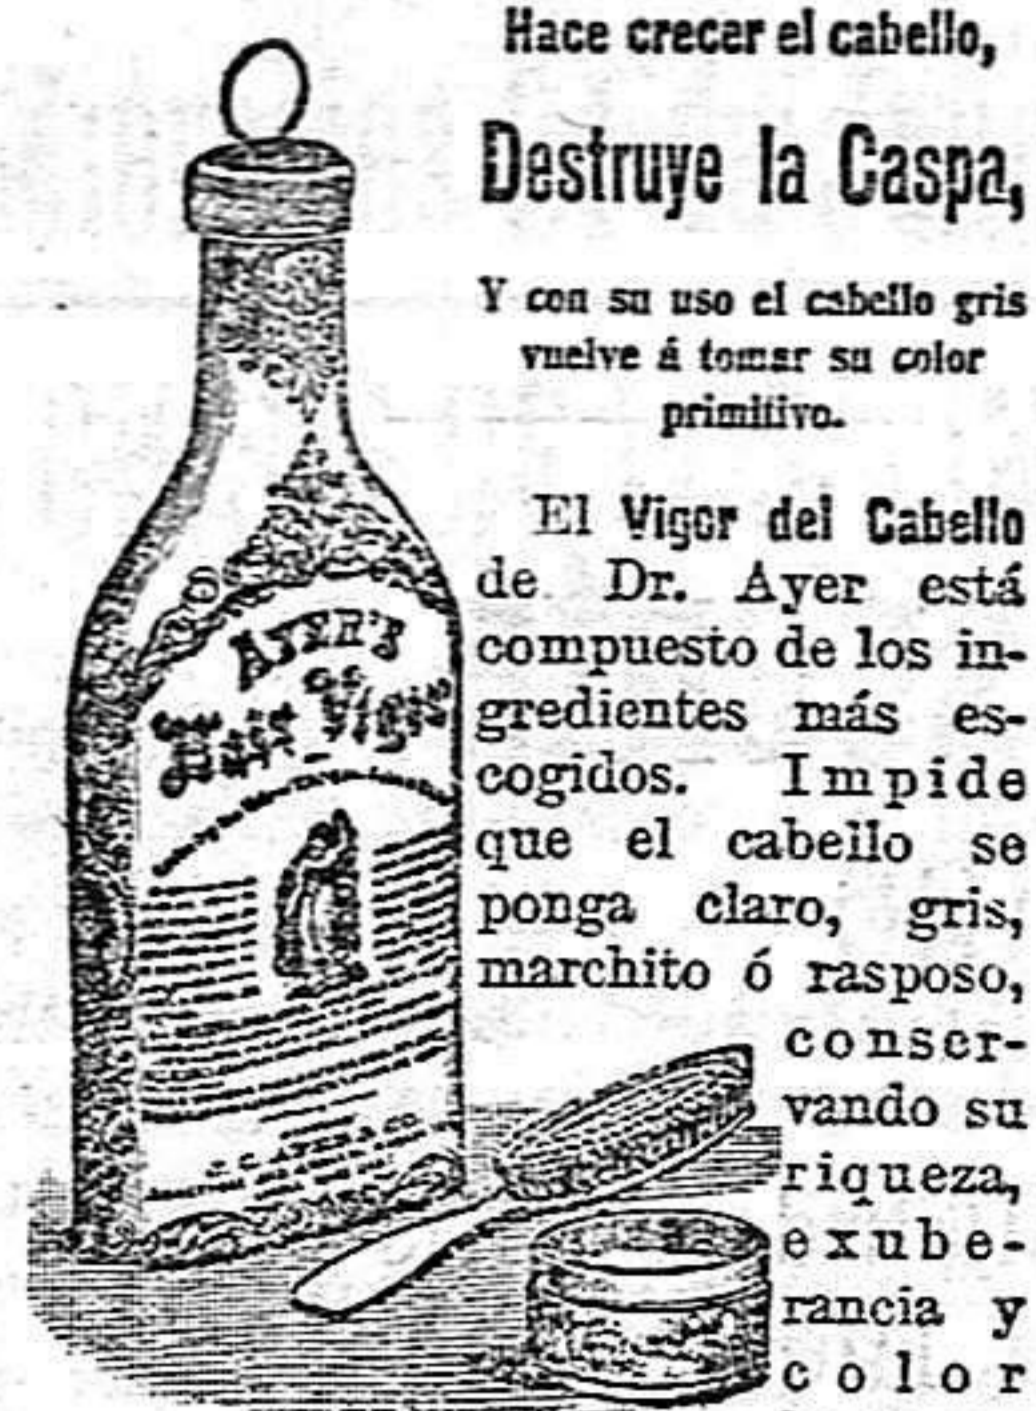 Hace crecer el cabello,
Destruye la Caspa,
Y con su uso el cabello gris
vuelve á tomar su color
primitivo.
El Vigor del Cabello
de Dr. Ayer está
compuesto de los in-
gredientes más es-
cogidos. Impide
que el cabello se
ponga claro, gris,
marchito ó rasposo,
conser-
vando su
riqueza,
exube-
rancia y
color
AYER'S
Hair Vigor
J. C. AYER & CO.